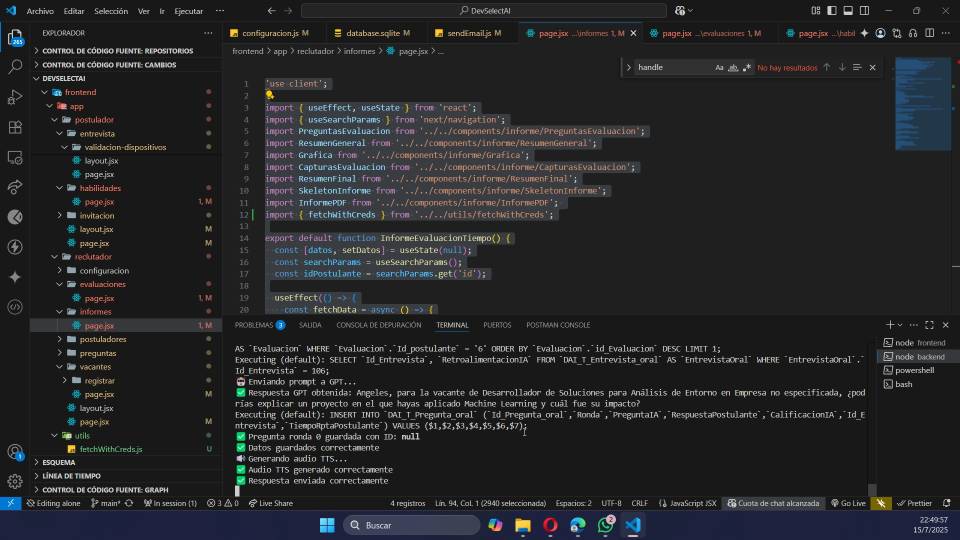 Archivo Editar Selección Ver Ir Ejecutar ···
DevSelectAI
EXPLORADOR ···
CONTROL DE CÓDIGO FUENTE: REPOSITORIOS
CONTROL DE CÓDIGO FUENTE: CAMBIOS
DEVSELECTAI
frontend
app
postulador
entrevista
validacion-dispositivos
layout.jsx
page.jsx
habilidades
page.jsx 1, M
invitacion
layout.jsx M
page.jsx M
reclutador
configuracion
evaluaciones
page.jsx 1, M
informes
page.jsx 1, M
postuladores
preguntas
vacantes
registrar
page.jsx M
layout.jsx
page.jsx M
utils
fetchWithCreds.js U
ESQUEMA
LÍNEA DE TIEMPO
CONTROL DE CÓDIGO FUENTE: GRAPH
265
1
configuracion.js M
database.sqlite M
sendEmail.js M
page.jsx ...\informes 1, M
page.jsx ...\evaluaciones 1, M
page.jsx ...\habil
frontend > app > reclutador > informes > page.jsx > ...
handle Aa ab No hay resultados
1 'use client';
2
3 import { useEffect, useState } from 'react';
4 import { useSearchParams } from 'next/navigation';
5 import PreguntasEvaluacion from '../../components/informe/PreguntasEvaluacion';
6 import ResumenGeneral from '../../components/informe/ResumenGeneral';
7 import Grafica from '../../components/informe/Grafica';
8 import CapturasEvaluacion from '../../components/informe/CapturasEvaluacion';
9 import ResumenFinal from '../../components/informe/ResumenFinal';
10 import SkeletonInforme from '../../components/informe/SkeletonInforme';
11 import InformePDF from '../../components/informe/InformePDF';
12 import { fetchWithCreds } from '../../utils/fetchWithCreds';
13
14 export default function InformeEvaluacionTiempo() {
15 const [datos, setDatos] = useState(null);
16 const searchParams = useSearchParams();
17 const idPostulante = searchParams.get('id');
18
19 useEffect(() => {
20 const fetchData = async () => {
PROBLEMAS 3 SALIDA CONSOLA DE DEPURACIÓN TERMINAL PUERTOS POSTMAN CONSOLE
AS `Evaluacion` WHERE `Evaluacion`.`Id_postulante` = '6' ORDER BY `Evaluacion`.`id_Evaluacion` DESC LIMIT 1;
Executing (default): SELECT `Id_Entrevista`, `RetroalimentacionIA` FROM `DAI_T_Entrevista_oral` AS `EntrevistaOral` WHERE `EntrevistaOral`.`
Id_Entrevista` = 106;
Enviando prompt a GPT...
Respuesta GPT obtenida: Angeles, para la vacante de Desarrollador de Soluciones para Análisis de Entorno en Empresa no especificada, ¿pod
rías explicar un proyecto en el que hayas aplicado Machine Learning y cuál fue su impacto?
Executing (default): INSERT INTO `DAI_T_Pregunta_oral` (`Id_Pregunta_oral`,`Ronda`,`PreguntaIA`,`RespuestaPostulante`,`CalificacionIA`,`Id_E
ntrevista`,`TiempoRptaPostulante`) VALUES ($1,$2,$3,$4,$5,$6,$7);
Pregunta ronda 0 guardada con ID: null
Datos guardados correctamente
Generando audio TTS...
Audio TTS generado correctamente
Respuesta enviada correctamente
node frontend
node backend
powershell
bash
Editing alone main* In session (1) 3 0 Live Share 4 registros Lín. 94, Col. 1 (2940 seleccionada) Espacios: 2 UTF-8 CRLF JavaScript JSX Cuota de chat alcanzada Go Live Prettier
Buscar
2
22:49:57
15/7/2025